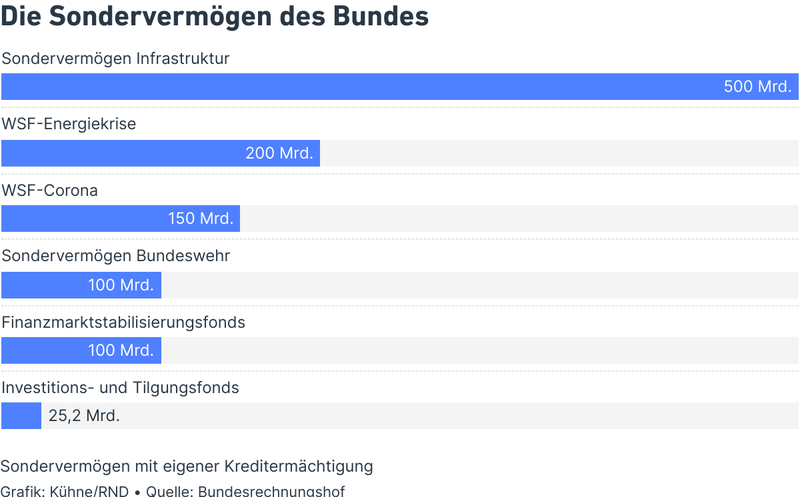 Die Sondervermögen des Bundes
Sondervermögen Infrastruktur
500 Mrd.
WSF-Energiekrise
200 Mrd.
WSF-Corona
150 Mrd.
Sondervermögen Bundeswehr
100 Mrd.
Finanzmarktstabilisierungsfonds
100 Mrd.
Investitions- und Tilgungsfonds
25,2 Mrd.
Sondervermögen mit eigener Kreditermächtigung
Grafik: Kühne/RND • Quelle: Bundesrechnungshof